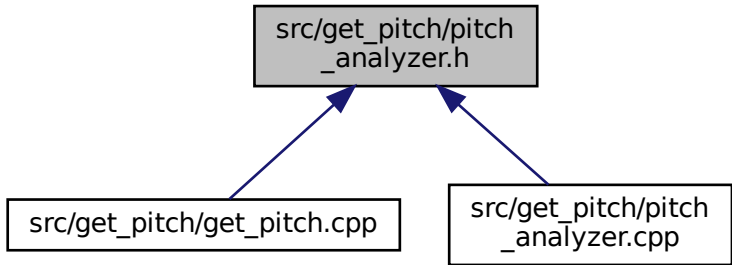 src/get_pitch/pitch
_analyzer.h
src/get_pitch/get_pitch.cpp
src/get_pitch/pitch
_analyzer.cpp